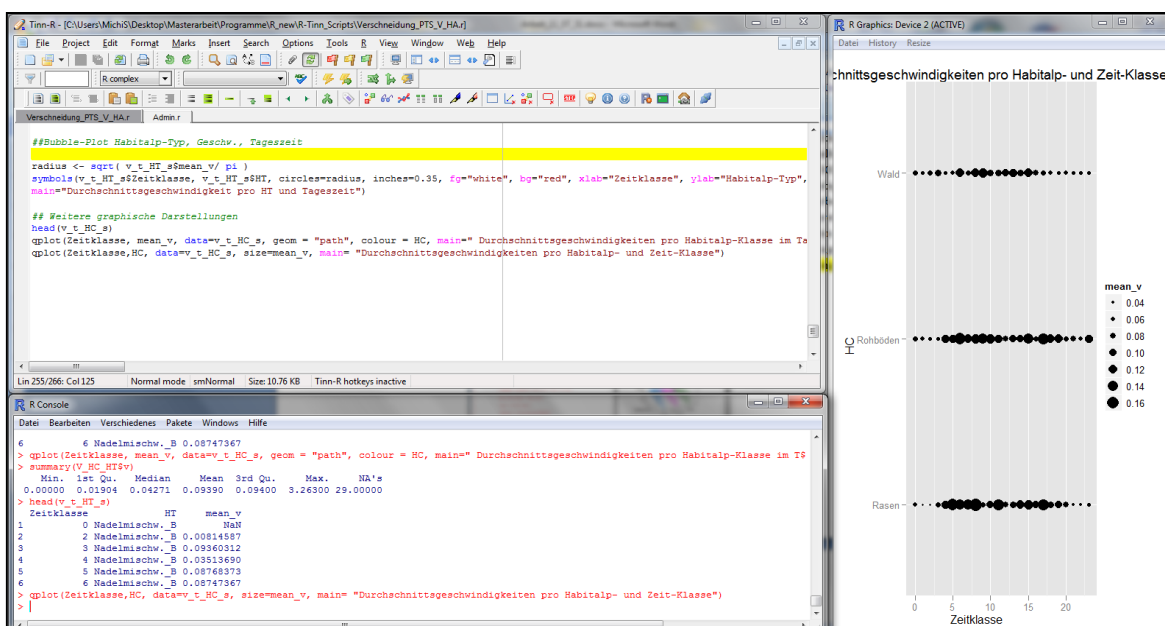 Tinn-R - [C:\Users\MichiS\Desktop\Masterarbeit\Programme\R_new\R-Tinn_Scripts\Verschneidung_PTS_V_HA.r]
File Project Edit Format Marks Insert Search Options Tools R View Window Web Help
R complex
Verschneidung_PTS_V_HA.r Admin.r
##Bubble-Plot Habitalp-Typ, Geschw., Tageszeit
radius <- sqrt( v_t_HT_s$mean_v/ pi )
symbols(v_t_HT_s$Zeitklasse, v_t_HT_s$HT, circles=radius, inches=0.35, fg="white", bg="red", xlab="Zeitklasse", ylab="Habitalp-Typ",
main="Durchschnittsgeschwindigkeit pro HT und Tageszeit")
## Weitere graphische Darstellungen
head(v_t_HC_s)
qplot(Zeitklasse, mean_v, data=v_t_HC_s, geom = "path", colour = HC, main=" Durchschnittsgeschwindigkeiten pro Habitalp-Klasse im Ta
qplot(Zeitklasse,HC, data=v_t_HC_s, size=mean_v, main= "Durchschnittsgeschwindigkeiten pro Habitalp- und Zeit-Klasse")
Lin 255/266: Col 125 Normal mode smNormal Size: 10.76 KB Tinn-R hotkeys inactive
R Console
Datei Bearbeiten Verschiedenes Pakete Windows Hilfe
6 6 Nadelmischw._B 0.08747367
> qplot(Zeitklasse, mean_v, data=v_t_HC_s, geom = "path", colour = HC, main=" Durchschnittsgeschwindigkeiten pro Habitalp-Klasse im T$
> summary(V_HC_HT$v)
Min. 1st Qu. Median Mean 3rd Qu. Max. NA's
0.00000 0.01904 0.04271 0.09390 0.09400 3.26300 29.00000
> head(v_t_HT_s)
Zeitklasse HT mean_v
1 0 Nadelmischw._B NaN
2 2 Nadelmischw._B 0.00814587
3 3 Nadelmischw._B 0.09360312
4 4 Nadelmischw._B 0.03513690
5 5 Nadelmischw._B 0.08768373
6 6 Nadelmischw._B 0.08747367
> qplot(Zeitklasse,HC, data=v_t_HC_s, size=mean_v, main= "Durchschnittsgeschwindigkeiten pro Habitalp- und Zeit-Klasse")
>
R Graphics: Device 2 (ACTIVE)
Datei History Resize
chnittsgeschwindigkeiten pro Habitalp- und Zeit-Klasse
Wald
Rohböden
Rasen
HC
0 5 10 15 20
Zeitklasse
mean_v
0.04
0.06
0.08
0.10
0.12
0.14
0.16